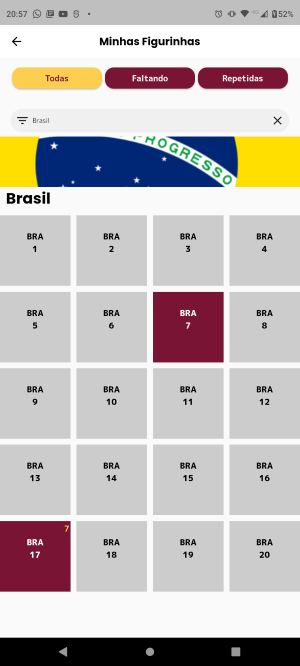 20:57
52%
Minhas Figurinhas
Todas
Faltando
Repetidas
Brasil
PROGRESSO
Brasil
BRA
1
BRA
2
BRA
3
BRA
4
BRA
5
BRA
6
BRA
7
BRA
8
BRA
9
BRA
10
BRA
11
BRA
12
BRA
13
BRA
14
BRA
15
BRA
16
7
BRA
17
BRA
18
BRA
19
BRA
20